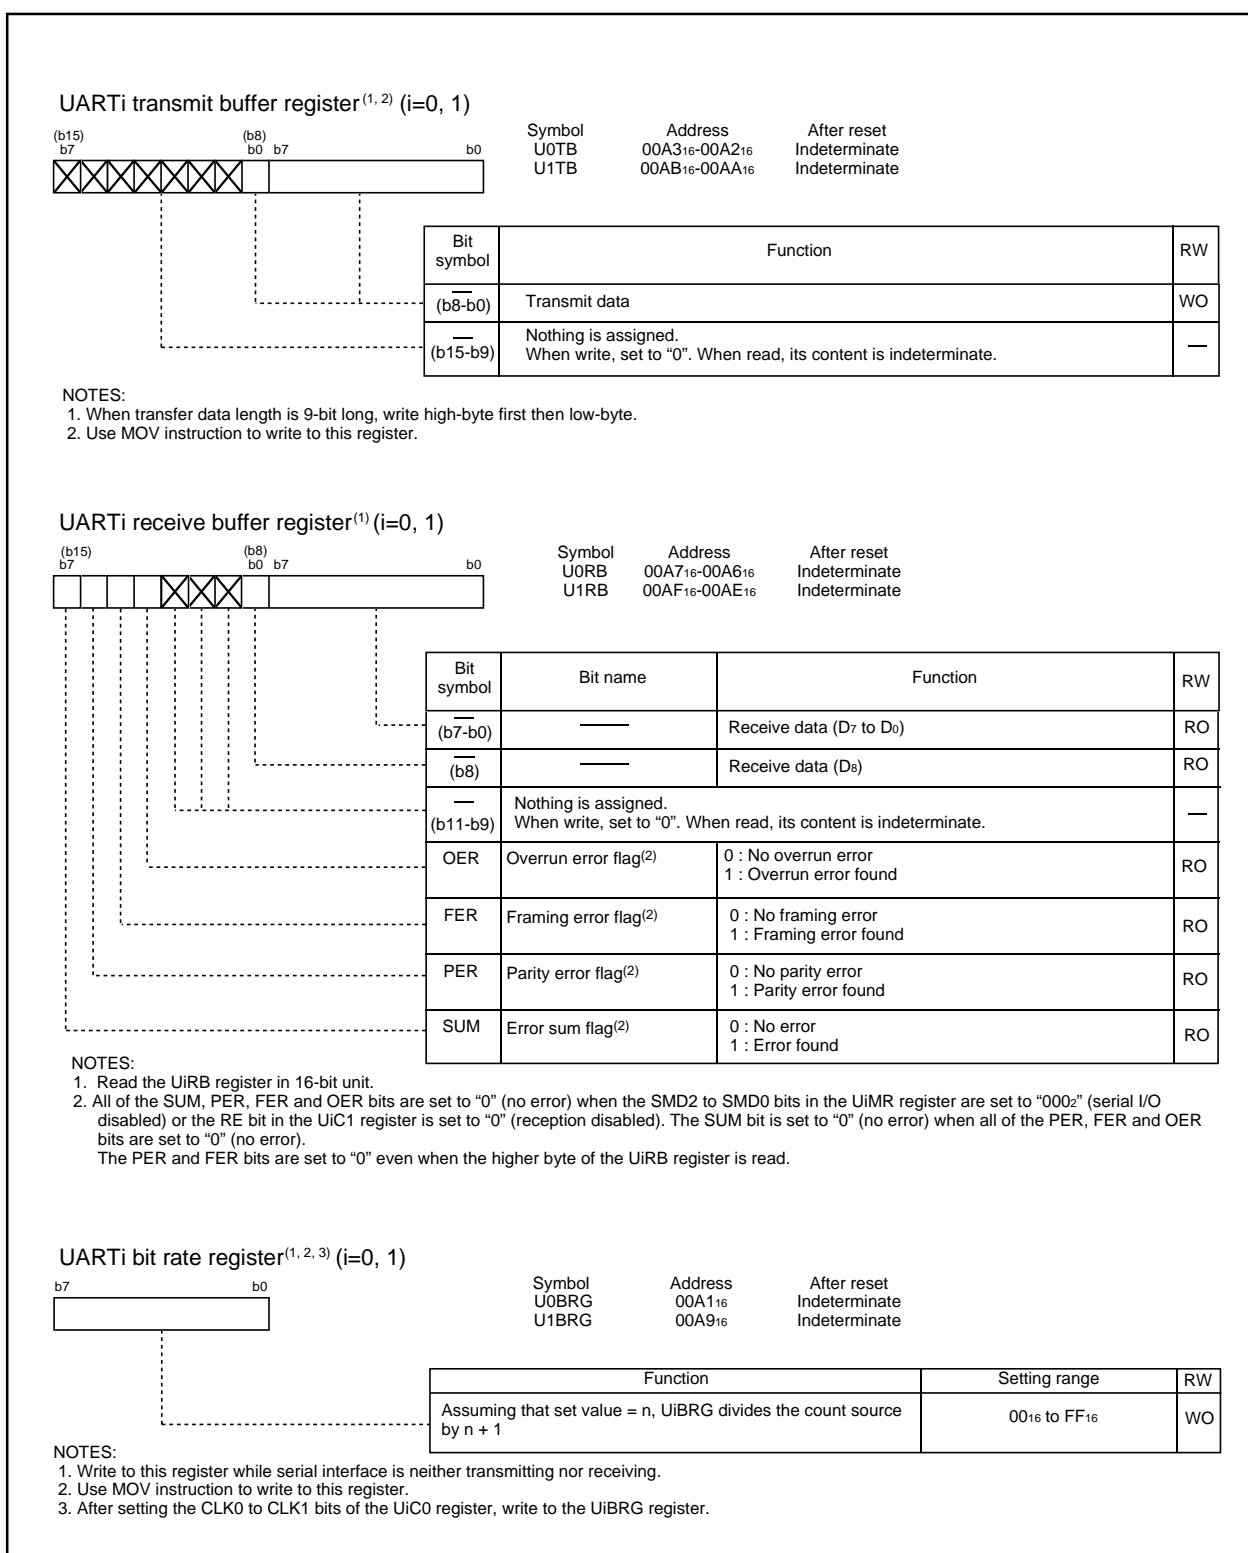 UARTi transmit buffer register(1, 2) (i=0, 1)
(b15) (b8)
b7 b0 b7 b0
Symbol Address After reset
U0TB 00A316-00A216 Indeterminate
U1TB 00AB16-00AA16 Indeterminate
Bit symbol Function RW
(b8-b0) Transmit data WO
(b15-b9) Nothing is assigned.
When write, set to “0”. When read, its content is indeterminate. —
NOTES:
1. When transfer data length is 9-bit long, write high-byte first then low-byte.
2. Use MOV instruction to write to this register.
UARTi receive buffer register(1) (i=0, 1)
(b15) (b8)
b7 b0 b7 b0
Symbol Address After reset
U0RB 00A716-00A616 Indeterminate
U1RB 00AF16-00AE16 Indeterminate
Bit symbol Bit name Function RW
(b7-b0) — Receive data (D7 to D0) RO
(b8) — Receive data (D8) RO
(b11-b9) Nothing is assigned.
When write, set to “0”. When read, its content is indeterminate. —
OER Overrun error flag(2) 0 : No overrun error
1 : Overrun error found RO
FER Framing error flag(2) 0 : No framing error
1 : Framing error found RO
PER Parity error flag(2) 0 : No parity error
1 : Parity error found RO
SUM Error sum flag(2) 0 : No error
1 : Error found RO
NOTES:
1. Read the UiRB register in 16-bit unit.
2. All of the SUM, PER, FER and OER bits are set to “0” (no error) when the SMD2 to SMD0 bits in the UiMR register are set to “0002” (serial I/O
disabled) or the RE bit in the UiC1 register is set to “0” (reception disabled). The SUM bit is set to “0” (no error) when all of the PER, FER and OER
bits are set to “0” (no error).
The PER and FER bits are set to “0” even when the higher byte of the UiRB register is read.
UARTi bit rate register(1, 2, 3) (i=0, 1)
b7 b0
Symbol Address After reset
U0BRG 00A116 Indeterminate
U1BRG 00A916 Indeterminate
Function Setting range RW
Assuming that set value = n, UiBRG divides the count source
by n + 1 0016 to FF16 WO
NOTES:
1. Write to this register while serial interface is neither transmitting nor receiving.
2. Use MOV instruction to write to this register.
3. After setting the CLK0 to CLK1 bits of the UiC0 register, write to the UiBRG register.